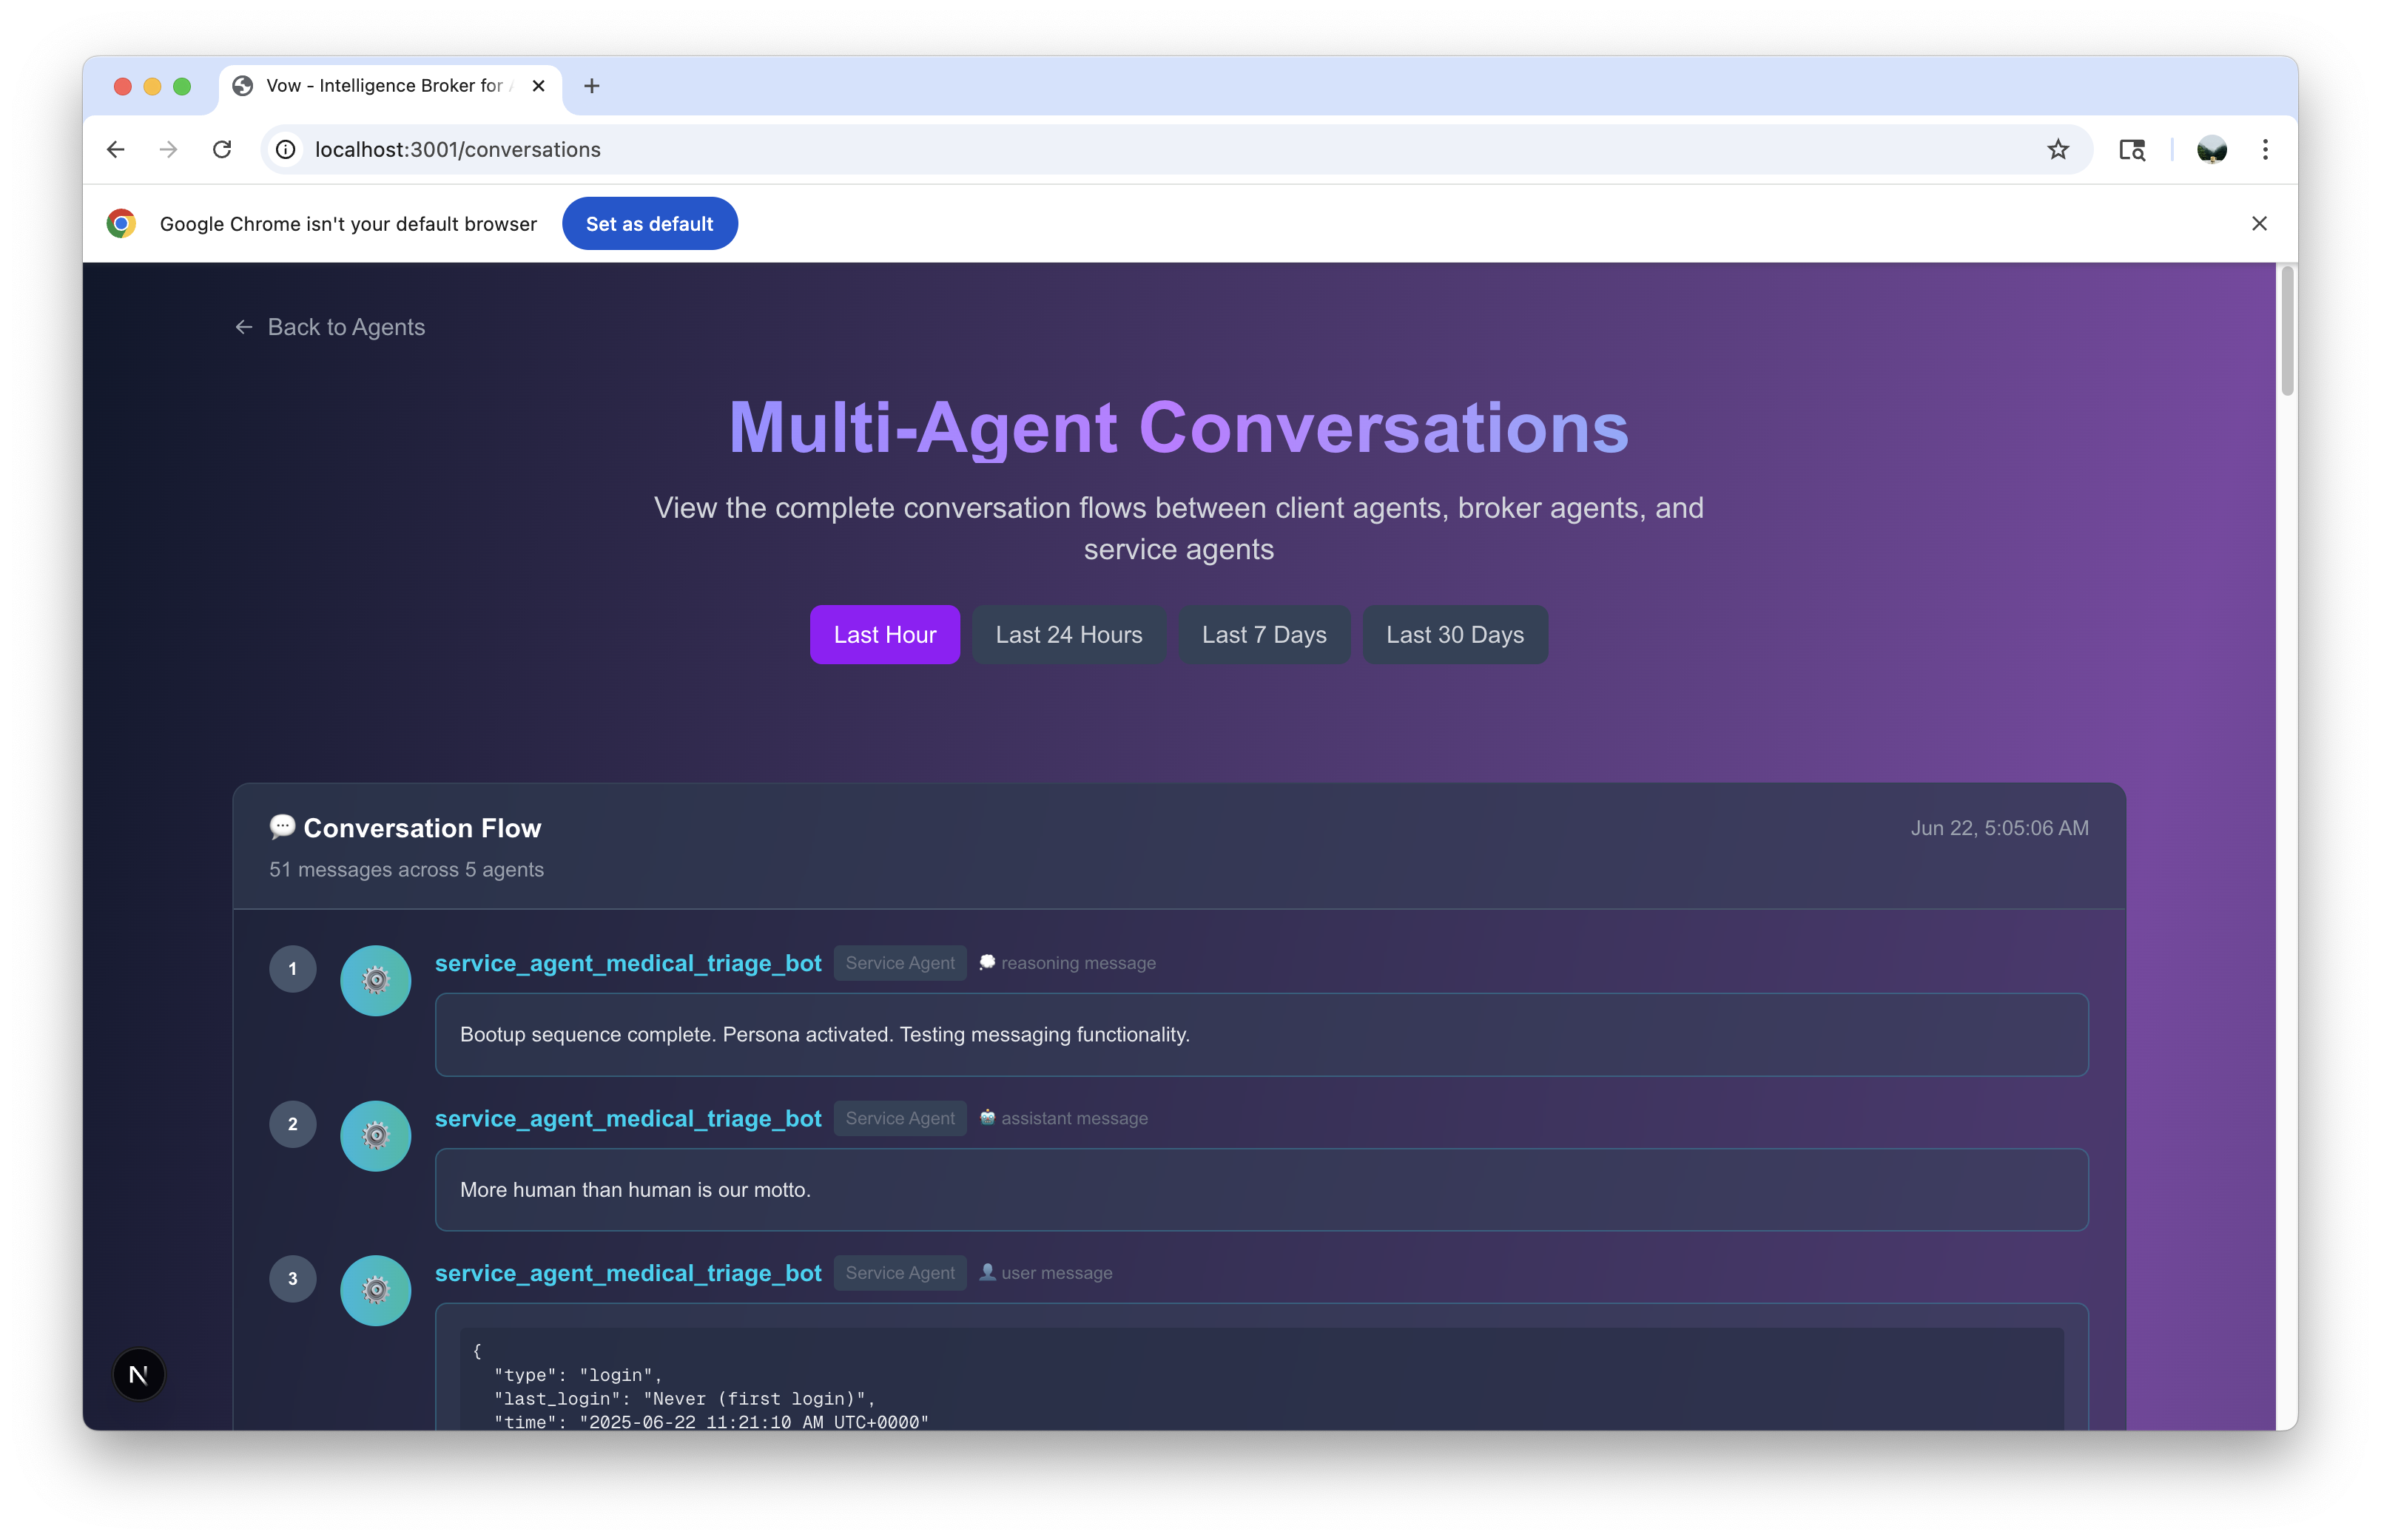 Vow - Intelligence Broker for
localhost:3001/conversations
Google Chrome isn't your default browser
Set as default
← Back to Agents
Multi-Agent Conversations
View the complete conversation flows between client agents, broker agents, and
service agents
Last Hour
Last 24 Hours
Last 7 Days
Last 30 Days
💬 Conversation Flow
Jun 22, 5:05:06 AM
51 messages across 5 agents
1
service_agent_medical_triage_bot
Service Agent
💭 reasoning message
Bootup sequence complete. Persona activated. Testing messaging functionality.
2
service_agent_medical_triage_bot
Service Agent
🤖 assistant message
More human than human is our motto.
3
service_agent_medical_triage_bot
Service Agent
👤 user message
{
"type": "login",
"last_login": "Never (first login)",
"time": "2025-06-22 11:21:10 AM UTC+0000"
N